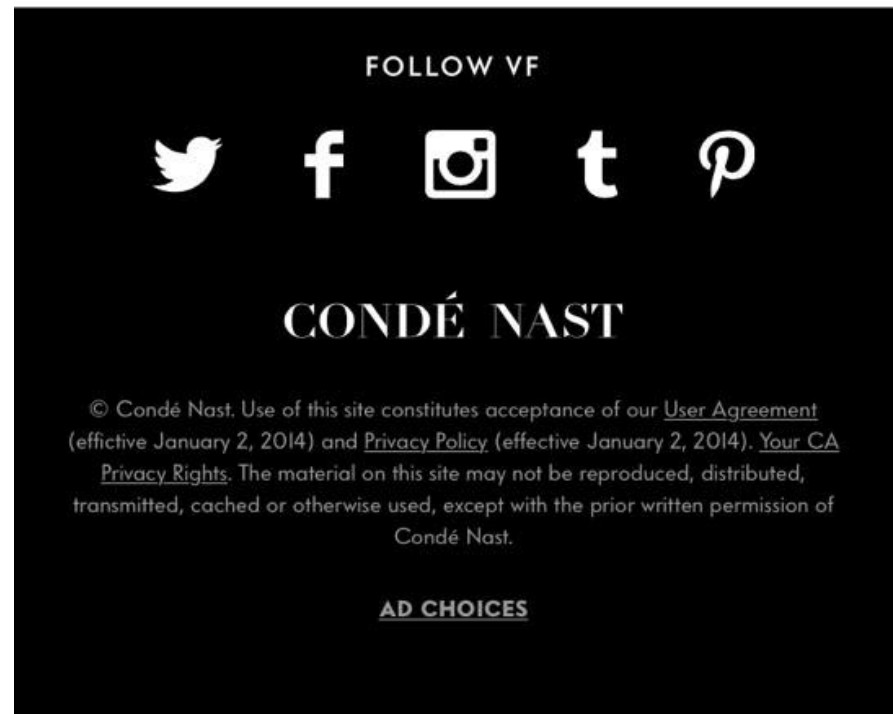 FOLLOW VF
CONDÉ NAST
© Condé Nast. Use of this site constitutes acceptance of our User Agreement
(effictive January 2, 2014) and Privacy Policy (effective January 2, 2014). Your CA
Privacy Rights. The material on this site may not be reproduced, distributed,
transmitted, cached or otherwise used, except with the prior written permission of
Condé Nast.
AD CHOICES